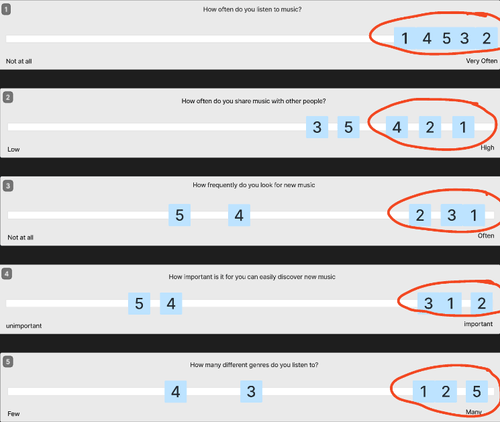 1
How often do you listen to music?
1 4 5 3 2
Not at all Very Often
2
How often do you share music with other people?
3 5 4 2 1
Low High
3
How frequently do you look for new music
5 4 2 3 1
Not at all Often
4
How important is it for you can easily discover new music
5 4 3 1 2
unimportant important
5
How many different genres do you listen to?
4 3 1 2 5
Few Many